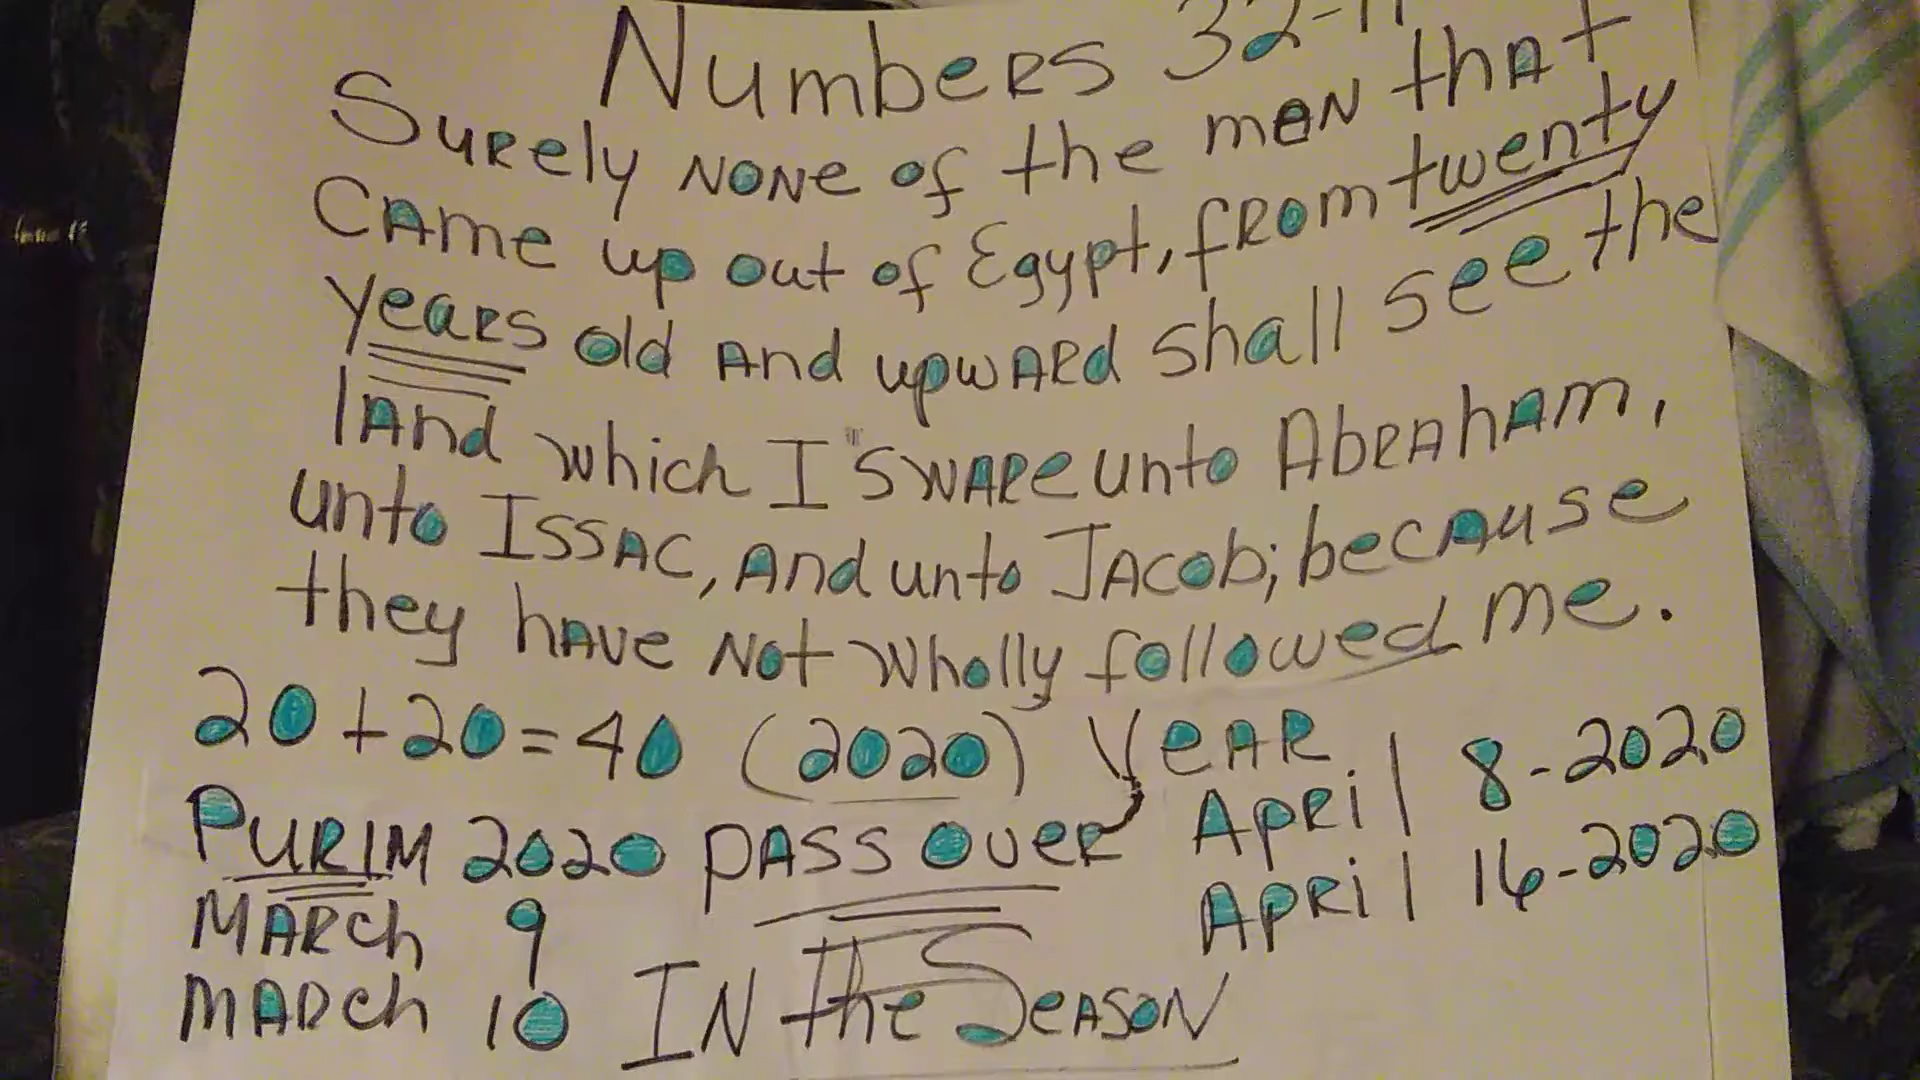 Numbers 32-11
Surely none of the men that
came up out of Egypt, from twenty
years old and upward shall see the
land which I "sware unto Abraham,
unto Issac, and unto Jacob; because
they have not wholly followed me.
20+20=40 (2020) Year
PURIM 2020 Pass over April 8-2020
March 9 April 16-2020
Madch 10 IN the Season